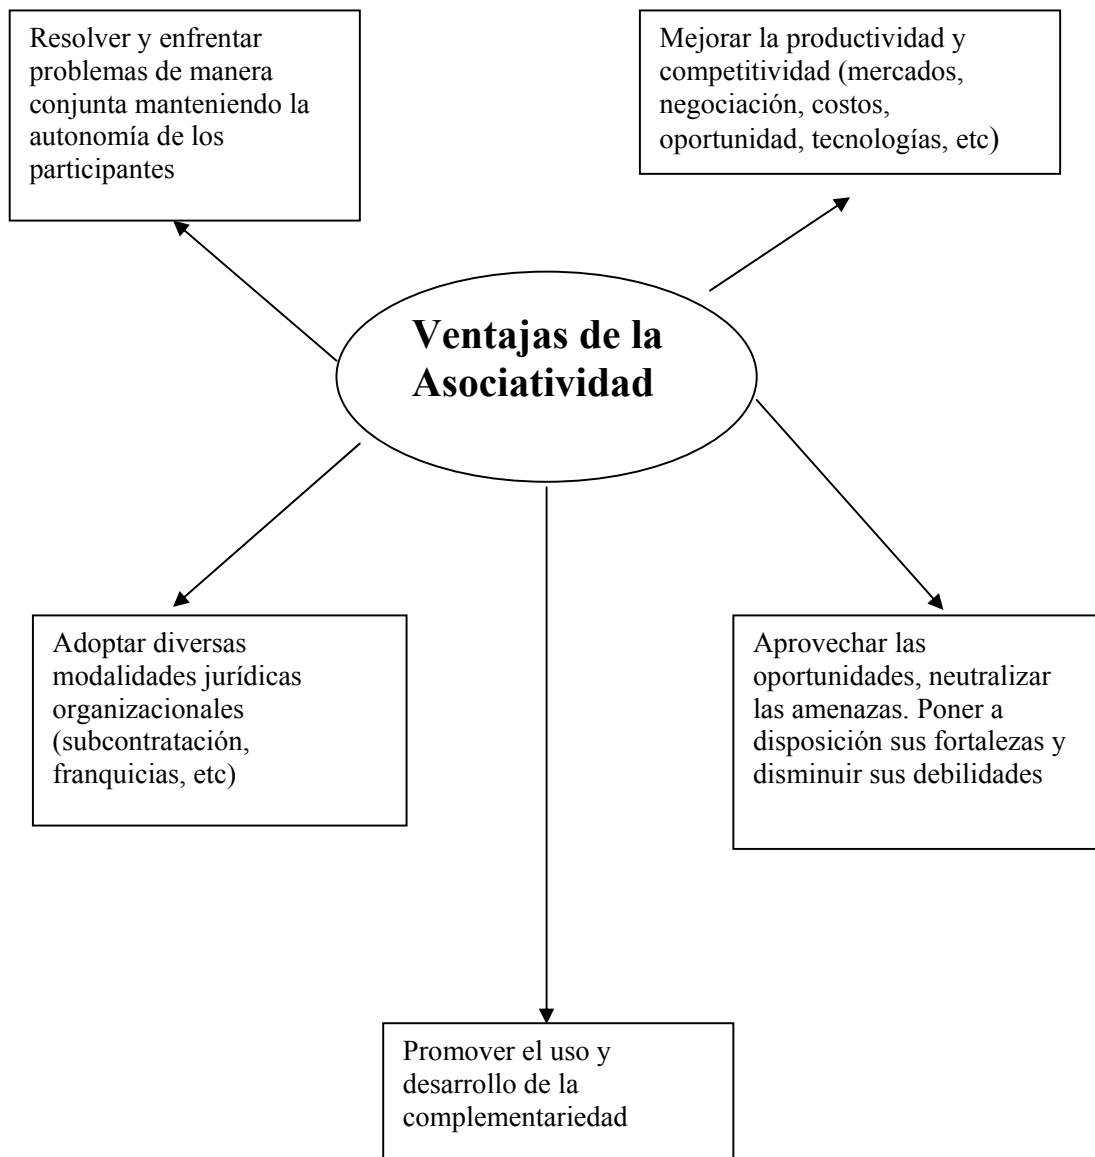 Resolver y enfrentar
problemas de manera
conjunta manteniendo la
autonomía de los
participantes
Mejorar la productividad y
competitividad (mercados,
negociación, costos,
oportunidad, tecnologías, etc)
Ventajas de la
Asociatividad
Adoptar diversas
modalidades jurídicas
organizacionales
(subcontratación,
franquicias, etc)
Aprovechar las
oportunidades, neutralizar
las amenazas. Poner a
disposición sus fortalezas y
disminuir sus debilidades
Promover el uso y
desarrollo de la
complementariedad